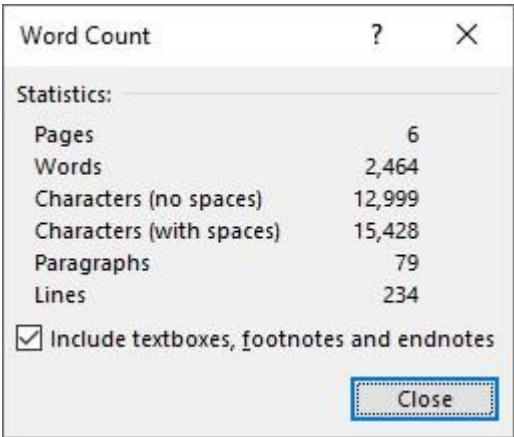 Word Count ? ×
Statistics:
Pages 6
Words 2,464
Characters (no spaces) 12,999
Characters (with spaces) 15,428
Paragraphs 79
Lines 234
Include textboxes, footnotes and endnotes
Close